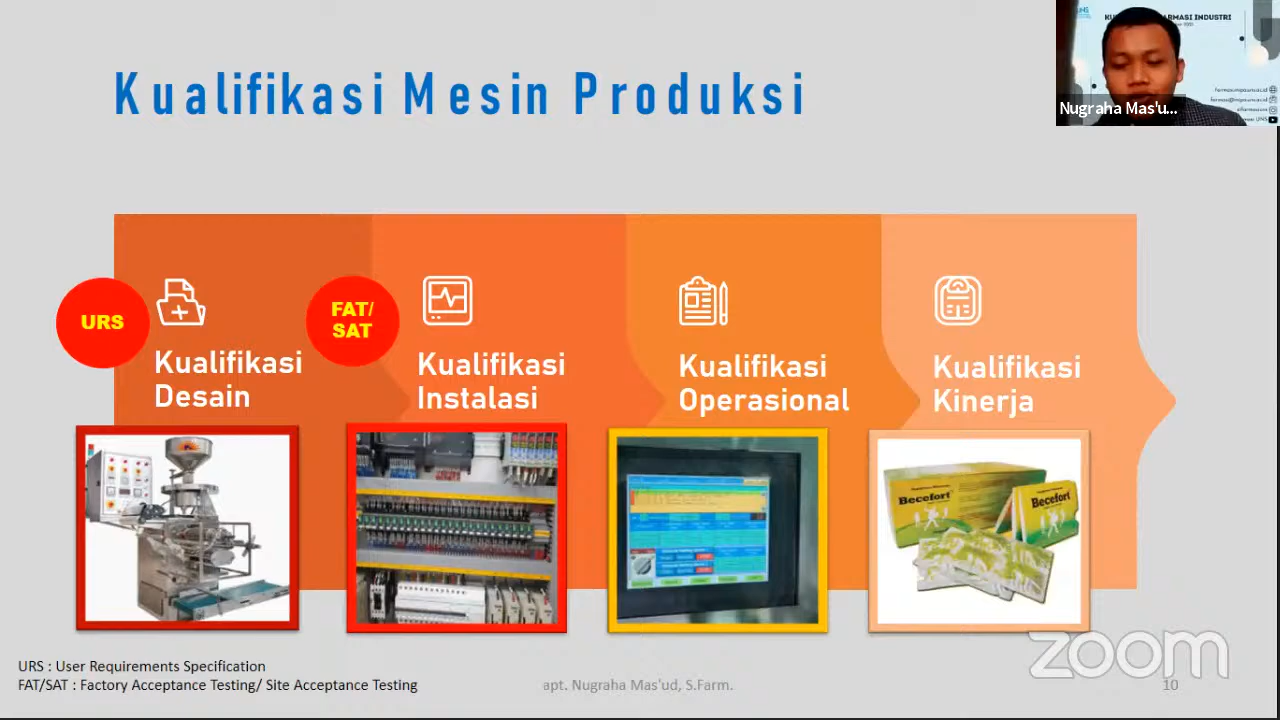 Kualifikasi Mesin Produksi
Nugraha Mas'u...
URS
FAT/
SAT
Kualifikasi
Desain
Kualifikasi
Instalasi
Kualifikasi
Operasional
Kualifikasi
Kinerja
Becefort
Becefort
URS : User Requirements Specification
FAT/SAT : Factory Acceptance Testing/ Site Acceptance Testing
apt. Nugraha Mas'ud, S.Farm.
10
zoom